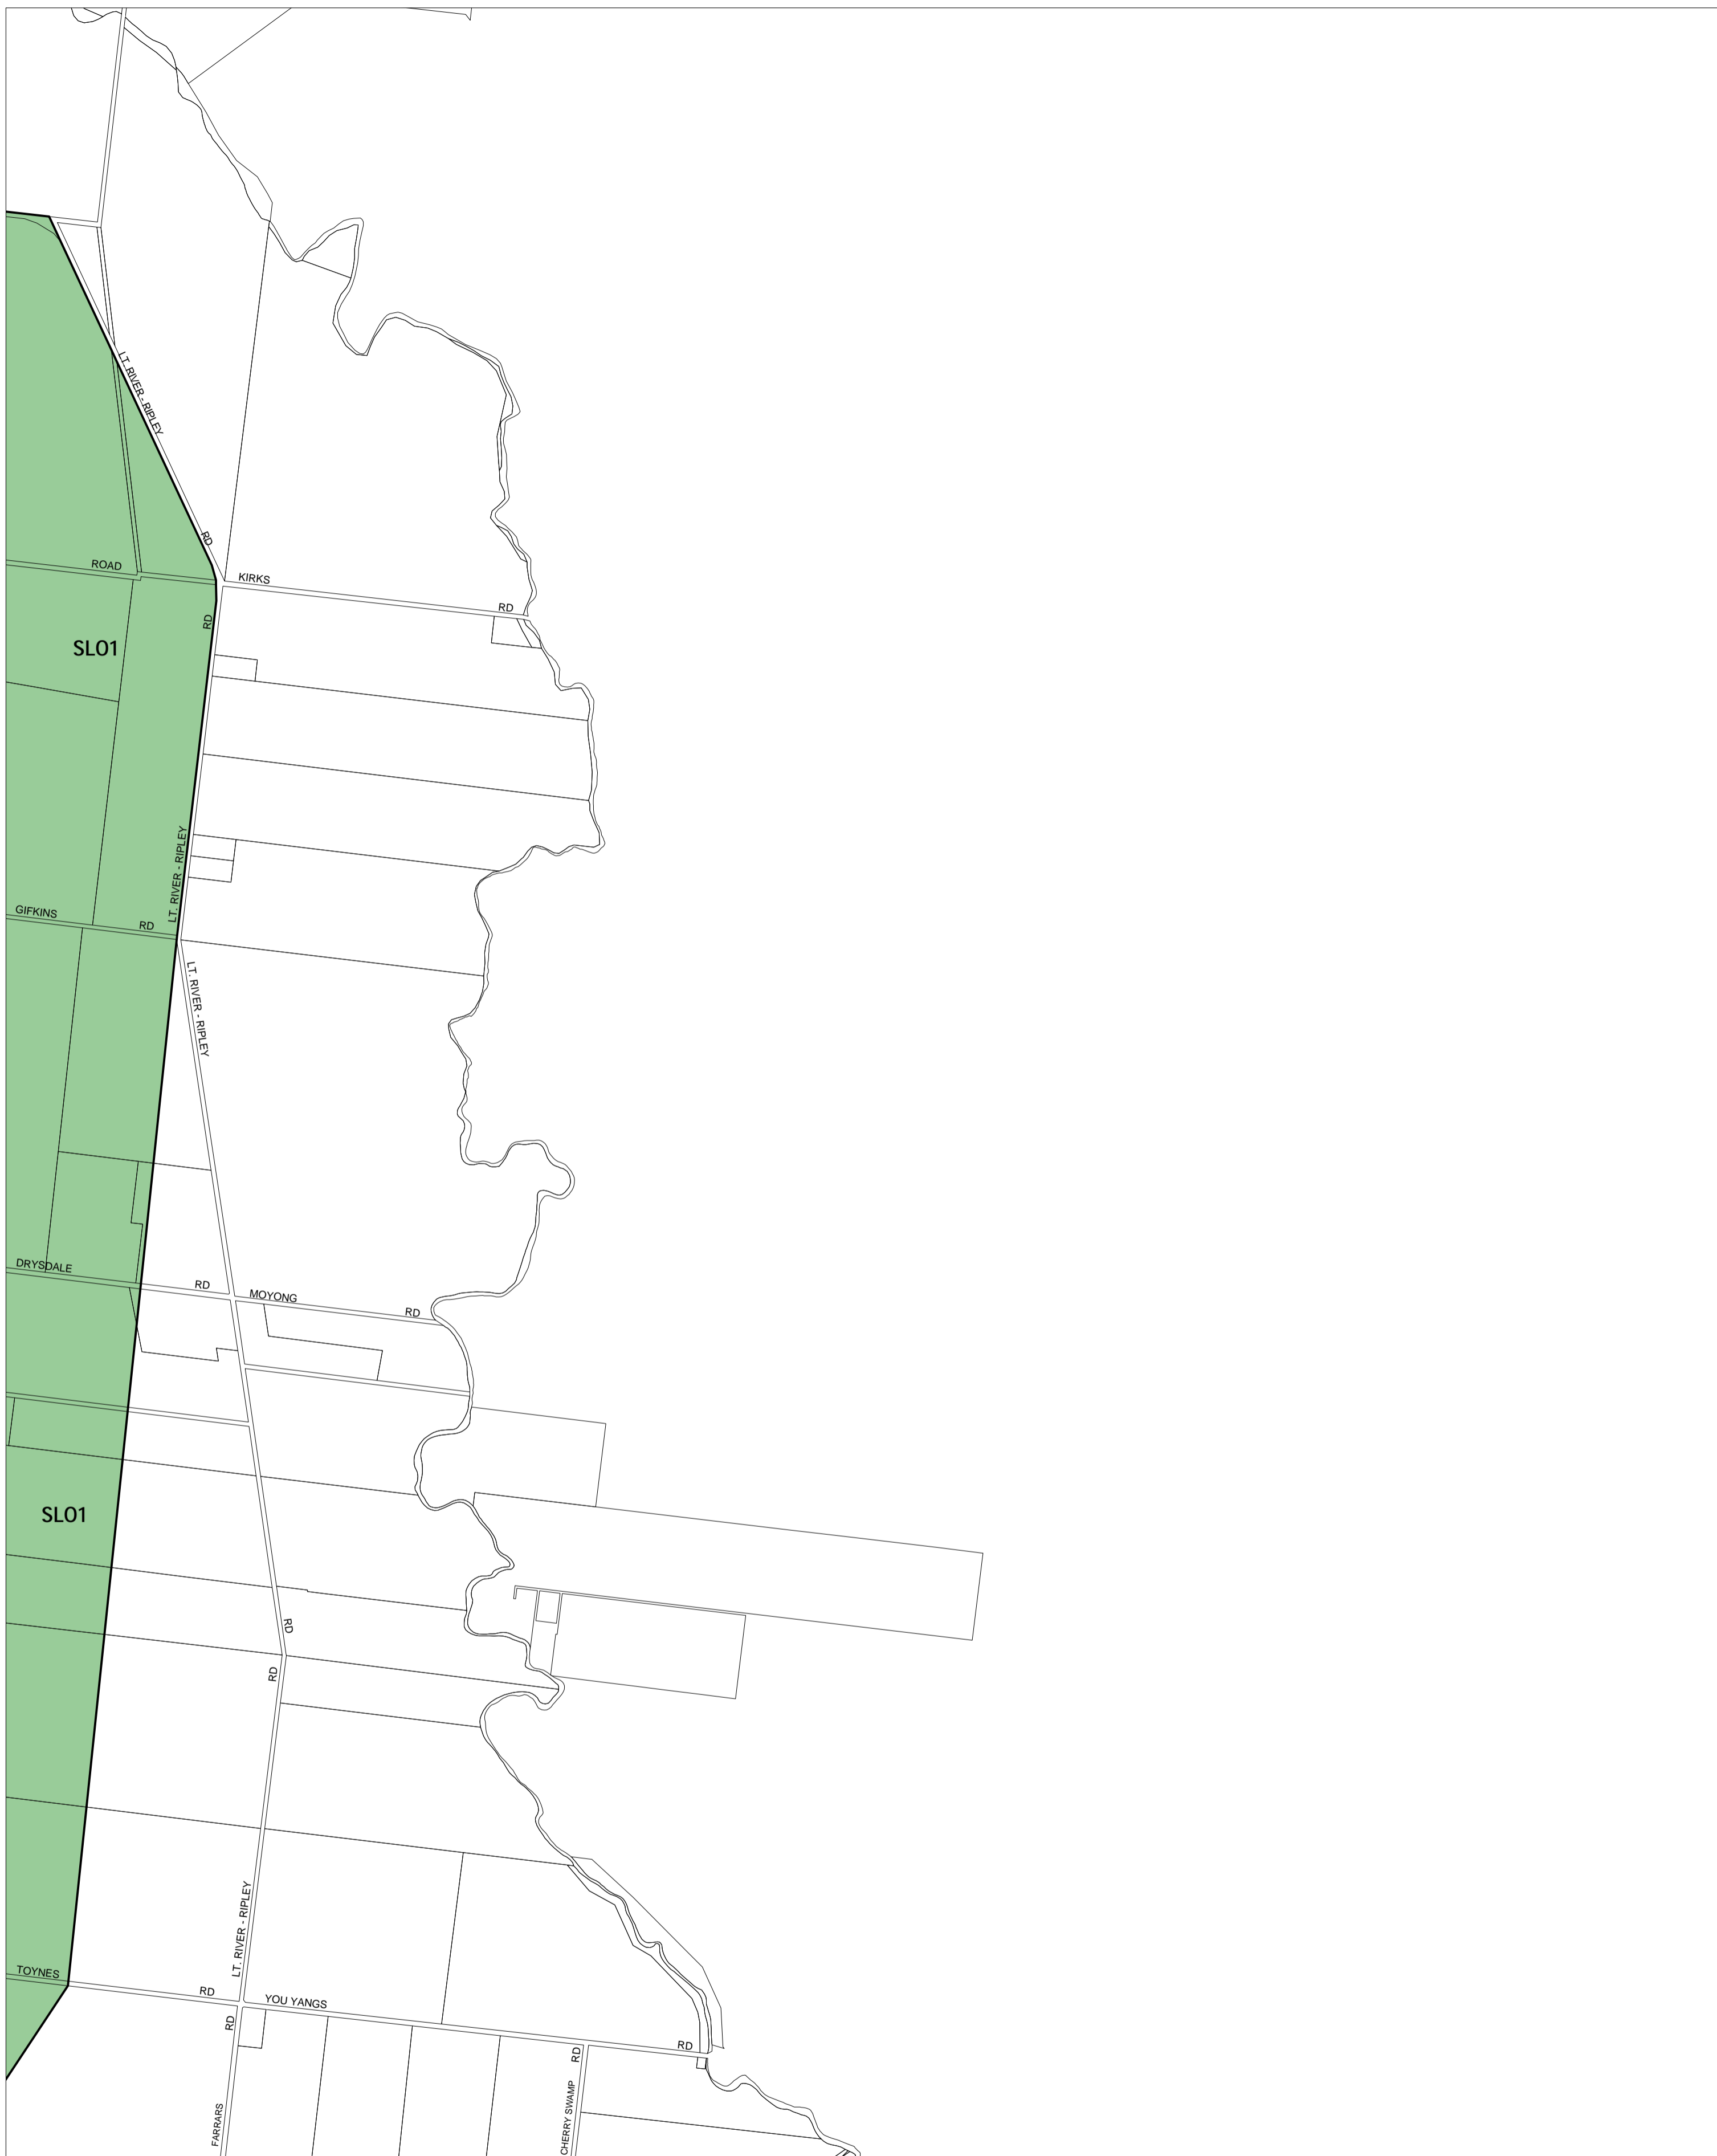 LT. RIVER - RIPLEY
RD
ROAD
KIRKS
RD
RD
SLO1
LT. RIVER - RIPLEY
GIFKINS
RD
LT. RIVER - RIPLEY
DRYSDALE
RD
MOYONG
RD
SLO1
RD
RD
LT. RIVER - RIPLEY
TOYNES
RD
YOU YANGS
RD
RD
RD
FARRARS
CHERRY SWAMP